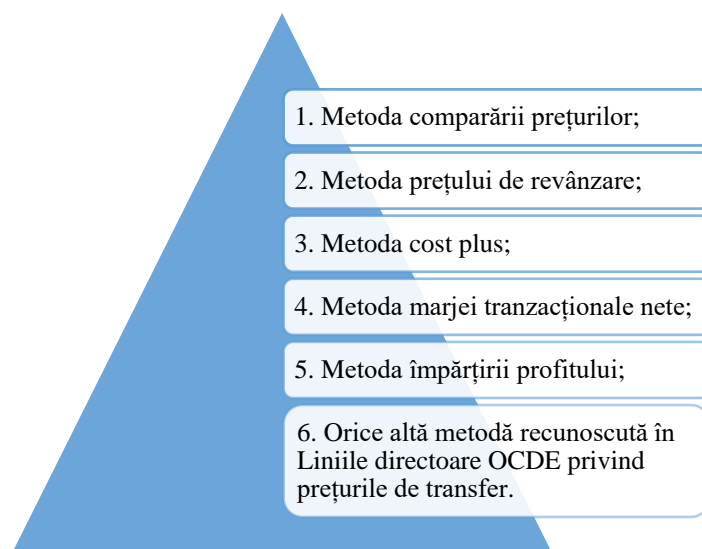 1. Metoda comparării prețurilor;
2. Metoda prețului de revânzare;
3. Metoda cost plus;
4. Metoda marjei tranzacționale nete;
5. Metoda împărțirii profitului;
6. Orice altă metodă recunoscută în
Liniile directoare OCDE privind
prețurile de transfer.